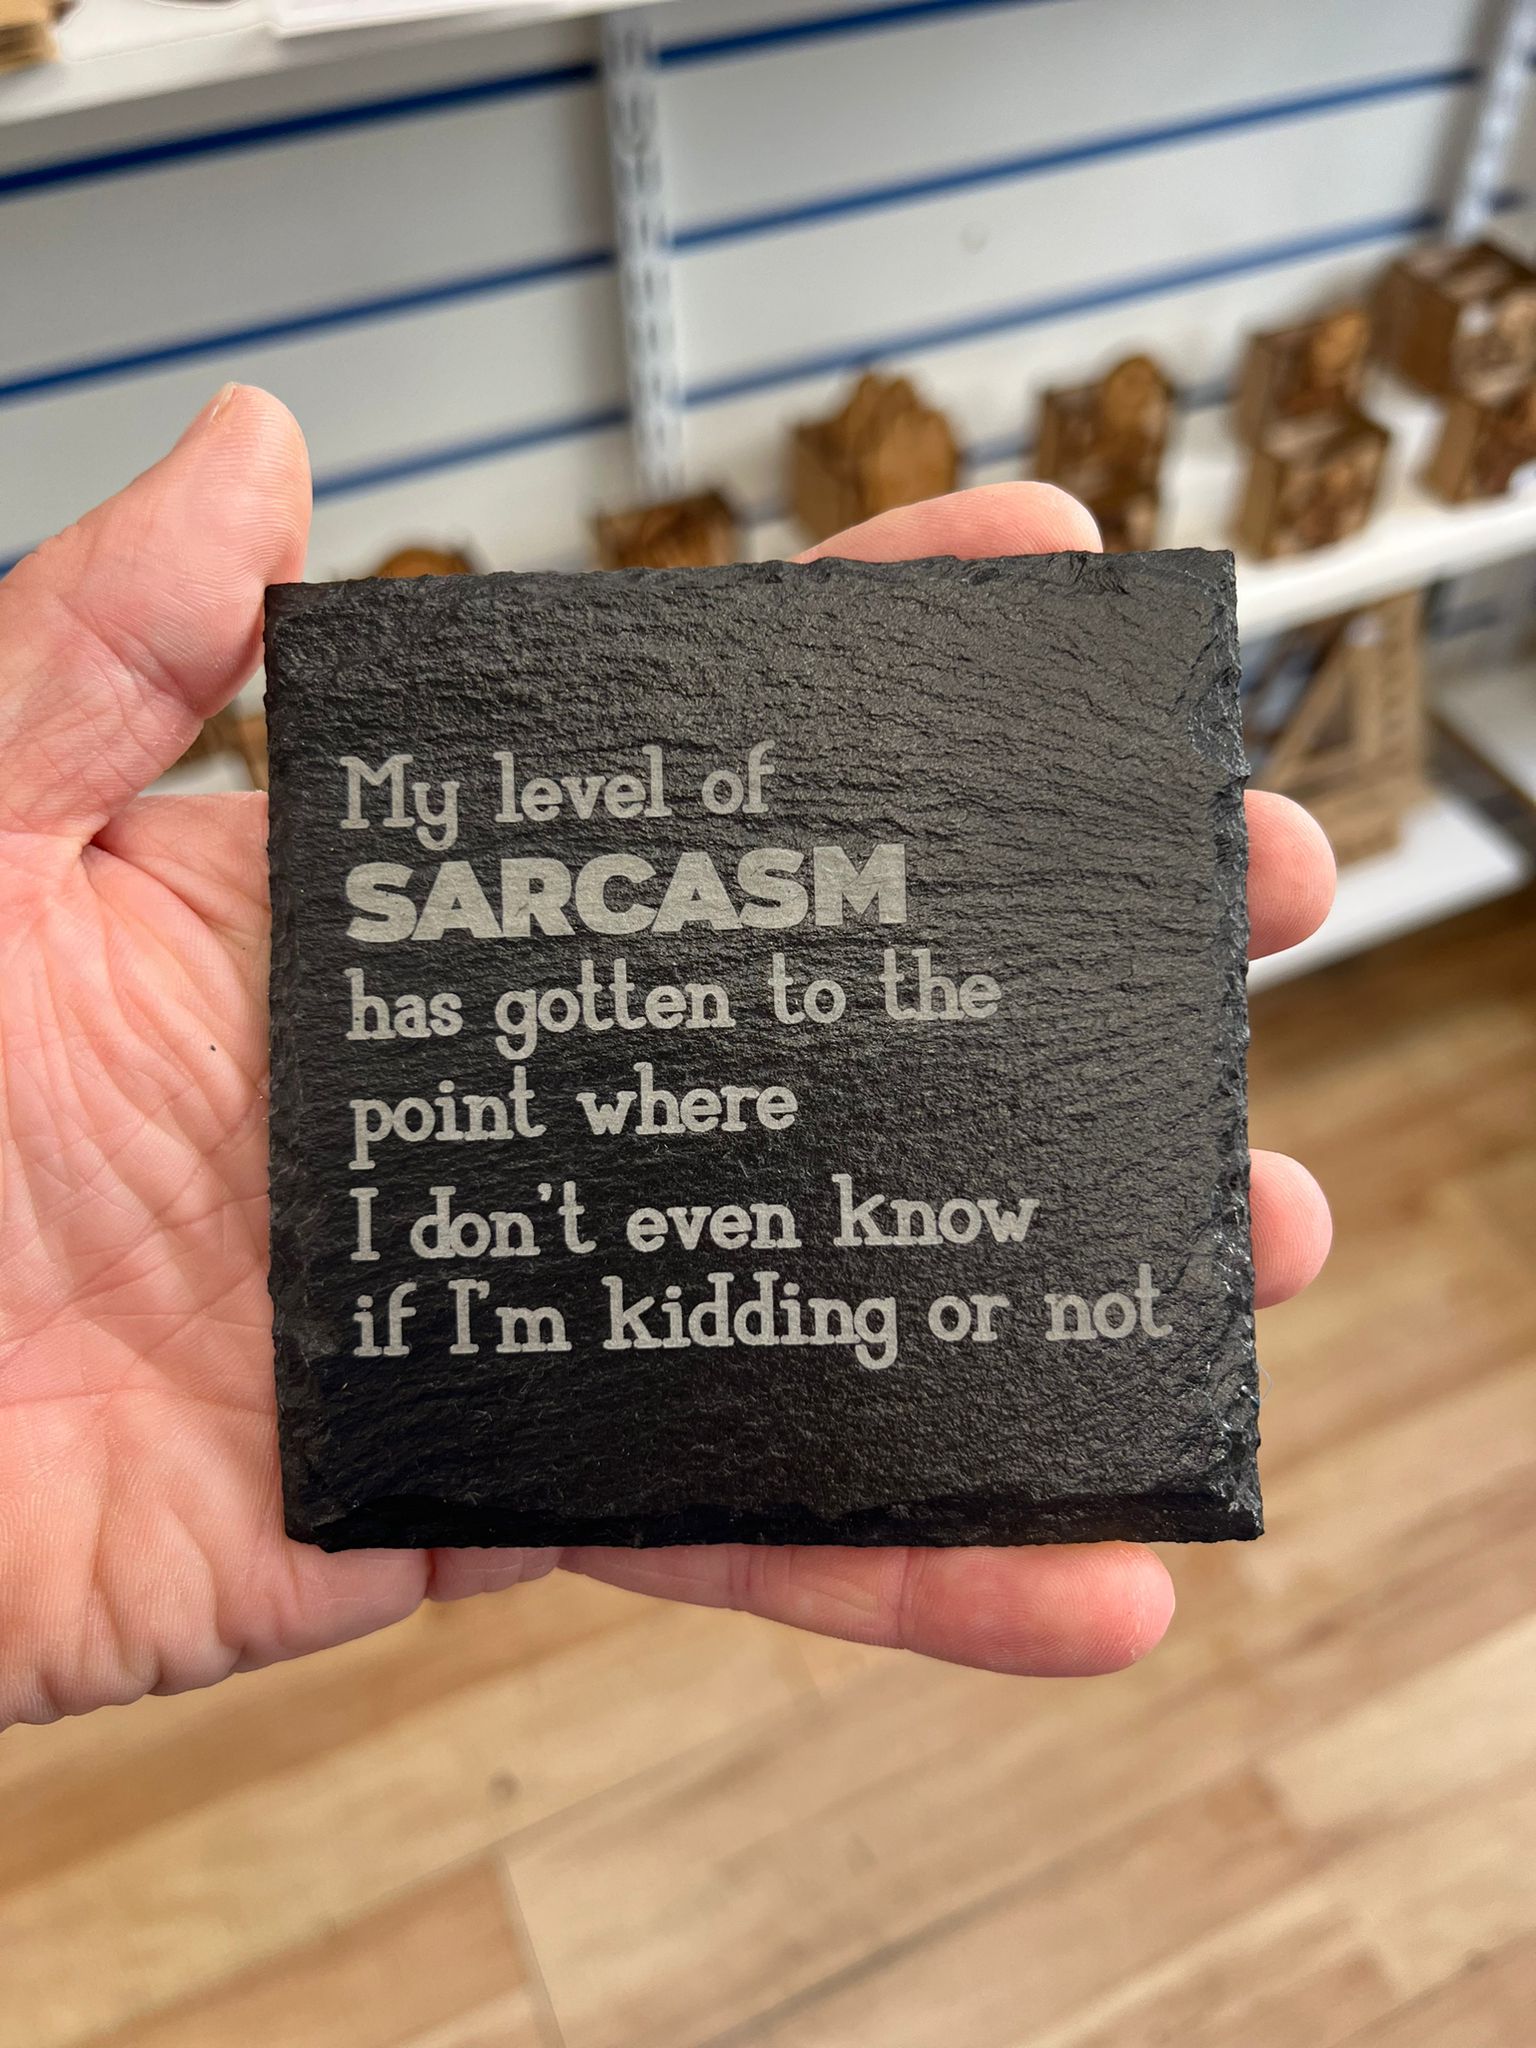 My level of
SARCASM
has gotten to the
point where
I don't even know
if I'm kidding or not